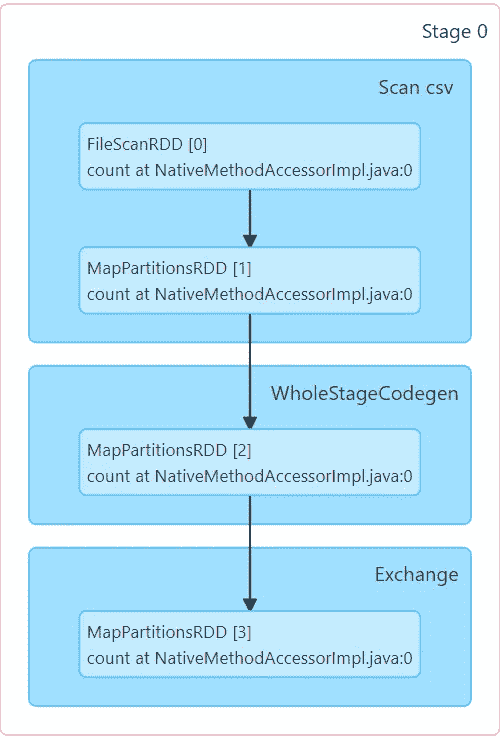 Stage 0
Scan csv
FileScanRDD [0]
count at NativeMethodAccessorImpl.java:0
MapPartitionsRDD [1]
count at NativeMethodAccessorImpl.java:0
WholeStageCodegen
MapPartitionsRDD [2]
count at NativeMethodAccessorImpl.java:0
Exchange
MapPartitionsRDD [3]
count at NativeMethodAccessorImpl.java:0